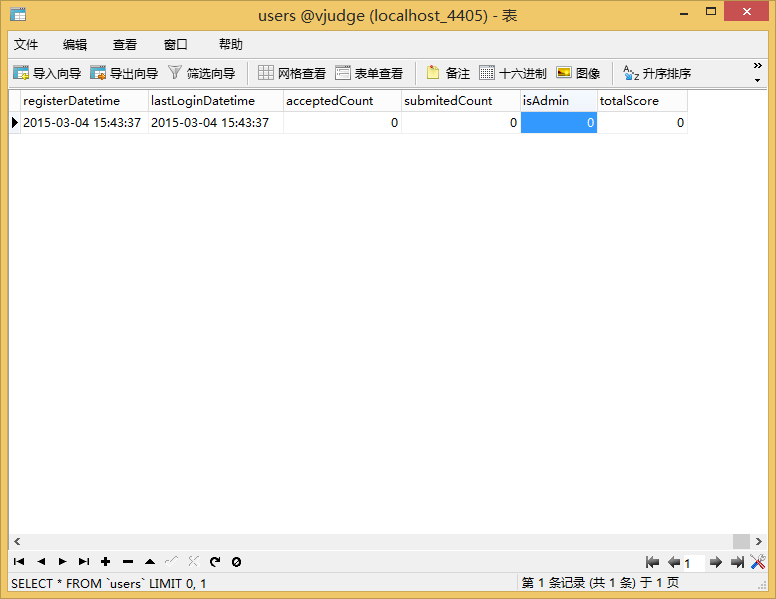 users @vjudge (localhost_4405) - 表
文件 编辑 查看 窗口 帮助
导入向导 导出向导 筛选向导 网格查看 表单查看 备注 十六进制 图像 升序排序
registerDatetime lastLoginDatetime acceptedCount submitedCount isAdmin totalScore
2015-03-04 15:43:37 2015-03-04 15:43:37 0 0 0 0
1
SELECT * FROM `users` LIMIT 0, 1 第 1 条记录 (共 1 条) 于 1 页